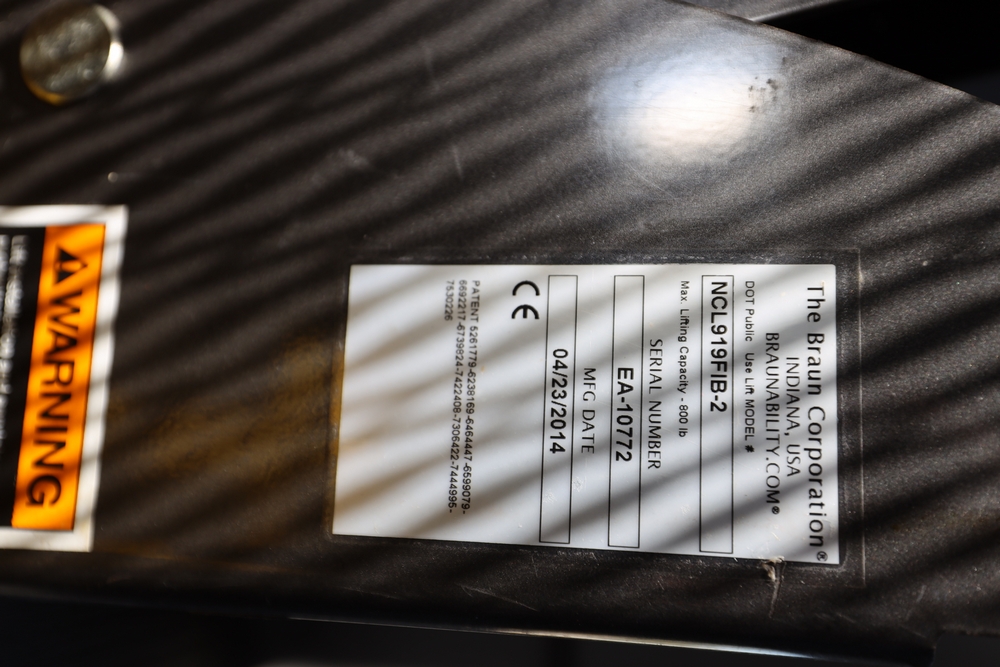 The Braun Corporation®
INDIANA, USA
BRAUNABILITY.COM®
DOT Public Use Lift MODEL #
NCL919FIB-2
Max. Lifting Capacity - 800 lb
SERIAL NUMBER
EA-10772
MFG DATE
04/23/2014
CE
PATENT 5261779-6238169-6464447-6599079-
6692217-6739824-7422408-7306422-7444995-
7530226
WARNING